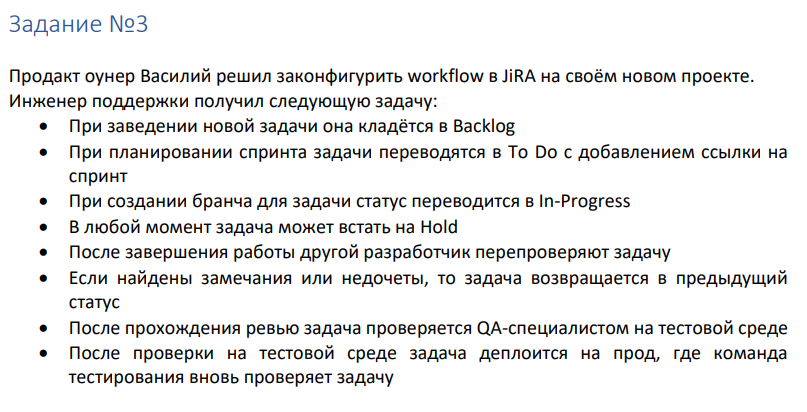 Задание №3
Продакт оунер Василий решил законфигурить workflow в JiRA на своём новом проекте.
Инженер поддержки получил следующую задачу:
• При заведении новой задачи она кладётся в Backlog
• При планировании спринта задачи переводятся в To Do с добавлением ссылки на
спринт
• При создании бранча для задачи статус переводится в In-Progress
• В любой момент задача может встать на Hold
• После завершения работы другой разработчик перепроверяют задачу
• Если найдены замечания или недочеты, то задача возвращается в предыдущий
статус
• После прохождения ревью задача проверяется QA-специалистом на тестовой среде
• После проверки на тестовой среде задача деплоится на прод, где команда
тестирования вновь проверяет задачу